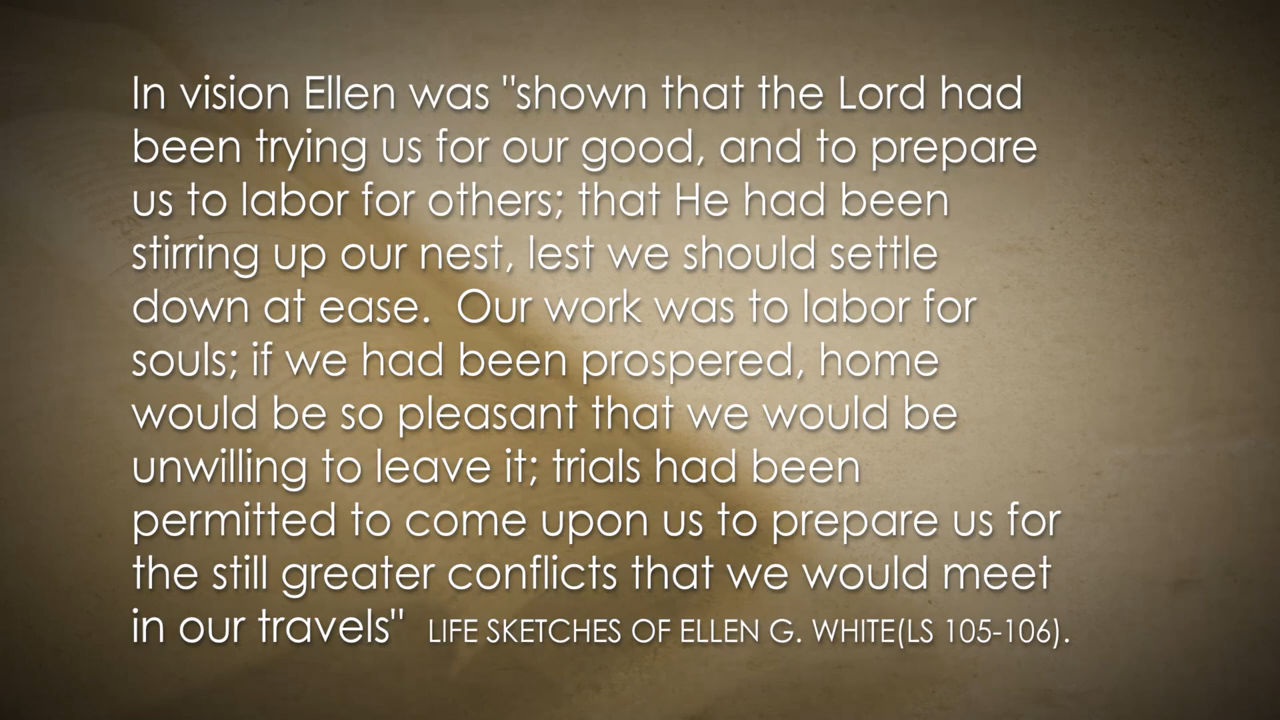 In vision Ellen was "shown that the Lord had
been trying us for our good, and to prepare
us to labor for others; that He had been
stirring up our nest, lest we should settle
down at ease.  Our work was to labor for
souls; if we had been prospered, home
would be so pleasant that we would be
unwilling to leave it; trials had been
permitted to come upon us to prepare us for
the still greater conflicts that we would meet
in our travels"  LIFE SKETCHES OF ELLEN G. WHITE(LS 105-106).